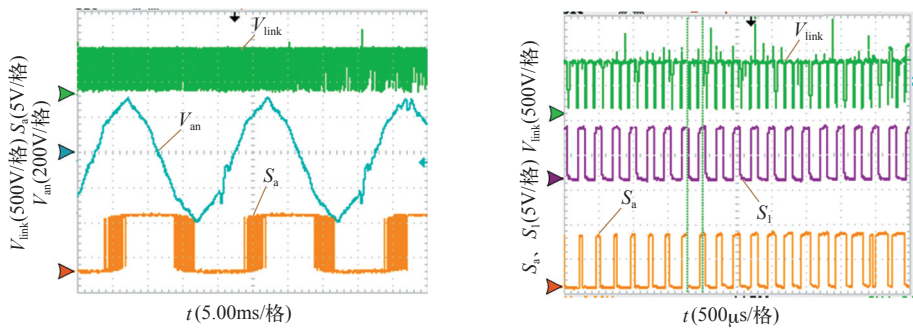 V_link
V_an
S_a
V_link(500V/格) S_a(5V/格)
V_an(200V/格)
t(5.00ms/格)
V_link
S_a
S_1
S_a、S_1(5V/格) V_link(500V/格)
t(500μs/格)